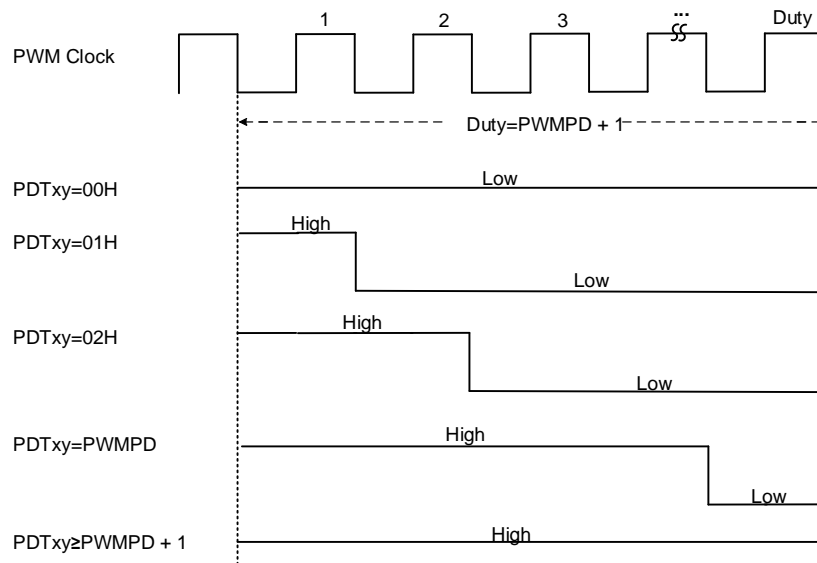 1 2 3 ... Duty
PWM Clock
Duty=PWMPD + 1
PDTxy=00H Low
PDTxy=01H High
Low
PDTxy=02H High
Low
PDTxy=PWMPD High
Low
PDTxy≥PWMPD + 1 High